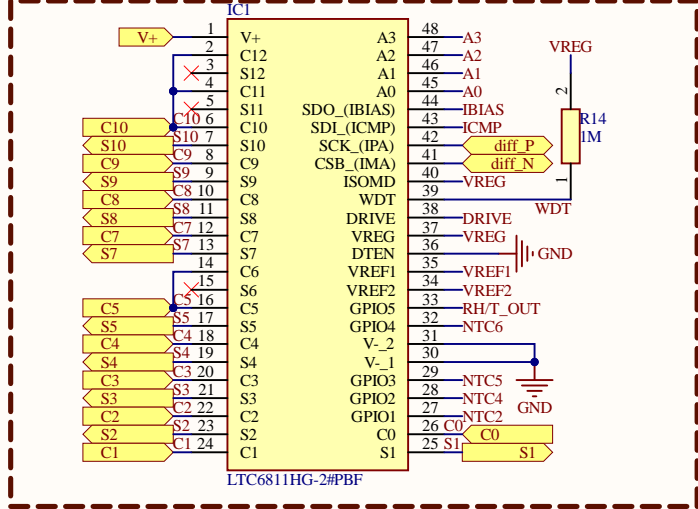 IC1
V+ 1 V+ A3 48 A3
2 C12 A2 47 A2 VREG
3 S12 A1 46 A1
4 C11 A0 45 A0 2
5 S11 SDO_(IBIAS) 44 IBIAS R14
C10 C10 6 C10 SDI_(ICMP) 43 ICMP 1M
S10 S10 7 S10 SCK_(IPA) 42 diff_P
C9 C9 8 C9 CSB_(IMA) 41 diff_N
S9 S9 9 S9 ISOMD 40 VREG 1
C8 C8 10 C8 WDT 39 WDT
S8 S8 11 S8 DRIVE 38 DRIVE
C7 C7 12 C7 VREG 37 VREG
S7 S7 13 S7 DTEN 36 GND
14 C6 VREF1 35 VREF1
15 S6 VREF2 34 VREF2
C5 C5 16 C5 GPIO5 33 RH/T_OUT
S5 S5 17 S5 GPIO4 32 NTC6
C4 C4 18 C4 V-_2 31
S4 S4 19 S4 V-_1 30
C3 C3 20 C3 GPIO3 29 NTC5
S3 S3 21 S3 GPIO2 28 NTC4 GND
C2 C2 22 C2 GPIO1 27 NTC2
S2 S2 23 S2 C0 26 C0 C0
C1 C1 24 C1 S1 25 S1 S1
LTC6811HG-2#PBF